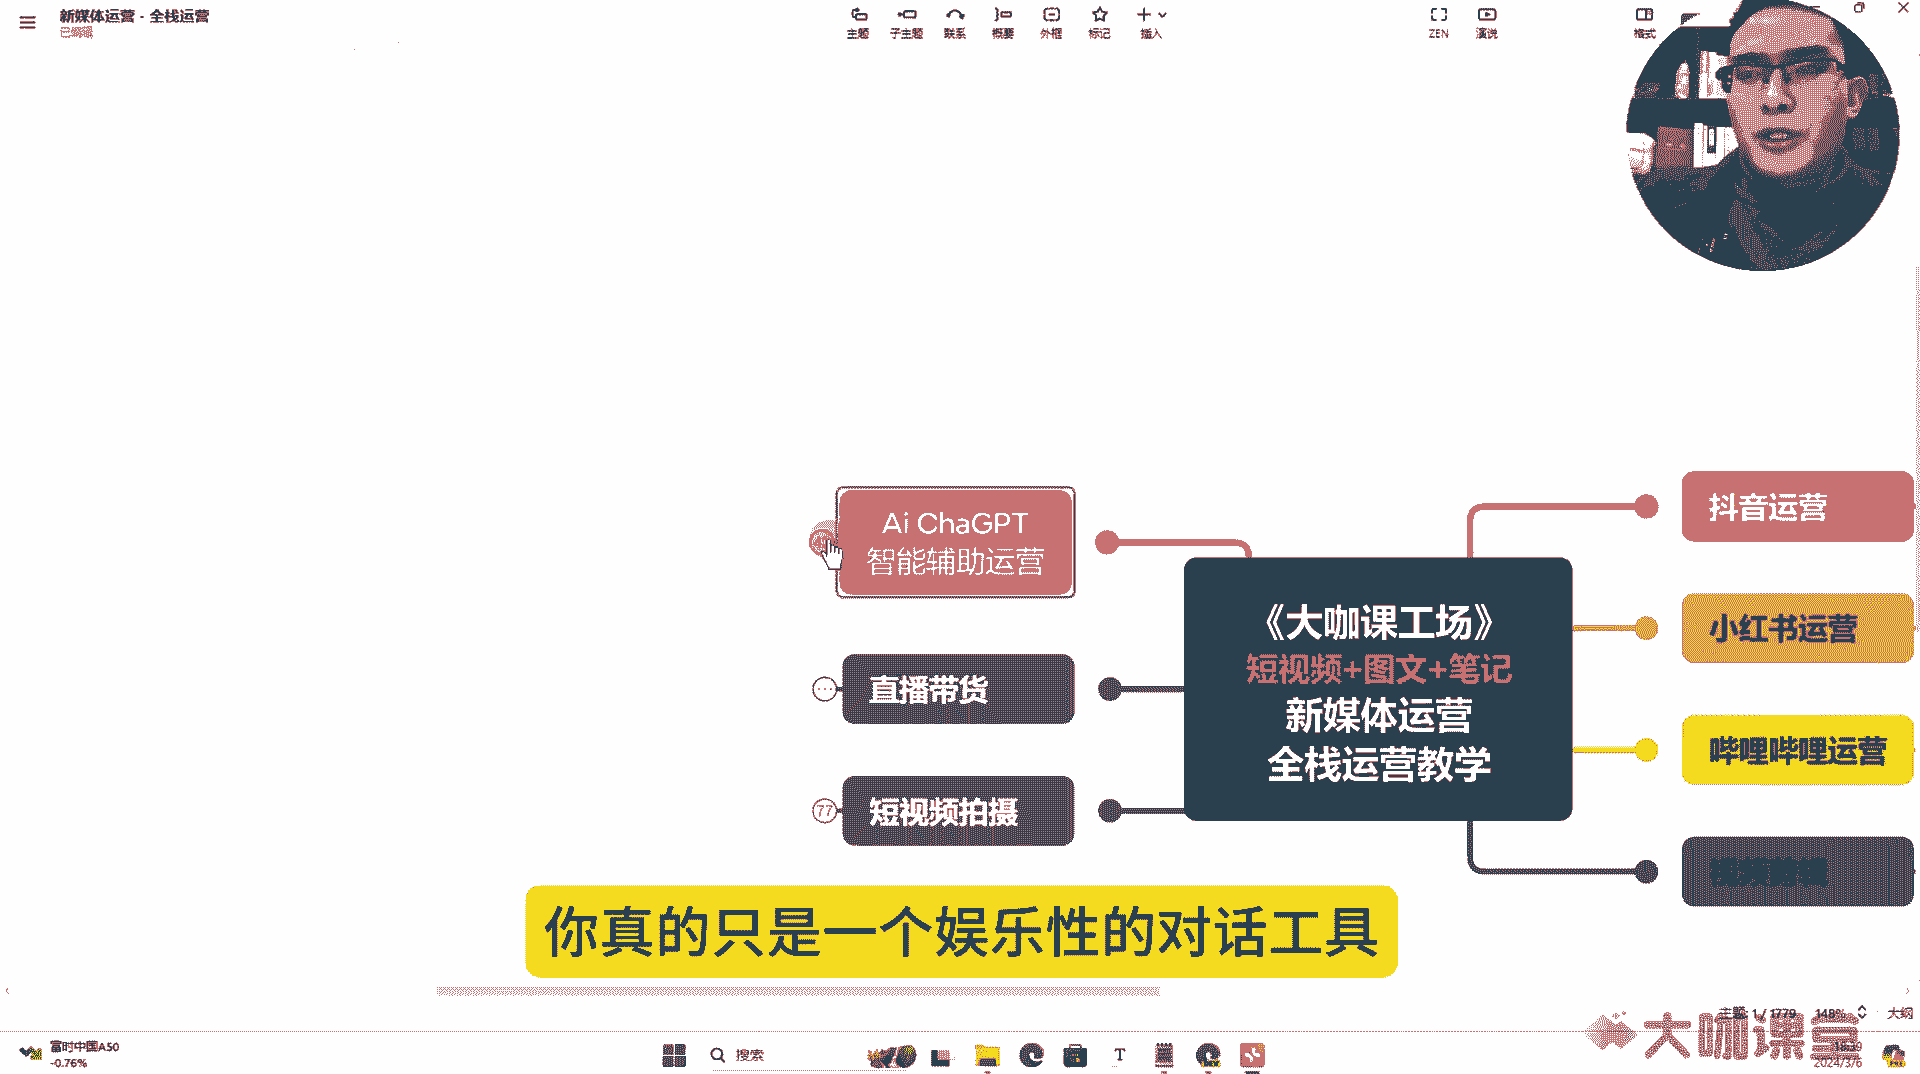 新媒体运营 - 全栈运营
已编辑
主题
子主题
联系
概要
外框
标记
插入
ZEN
演说
格式
Ai ChaGPT
智能辅助运营
直播带货
短视频拍摄
77
《大咖课工场》
短视频+图文+笔记
新媒体运营
全栈运营教学
抖音运营
小红书运营
哔哩哔哩运营
你真的只是一个娱乐性的对话工具
主题: 1 / 1779
148%
大纲
大咖课堂
富时中国A50
-0.76%
搜索
2024/3/6